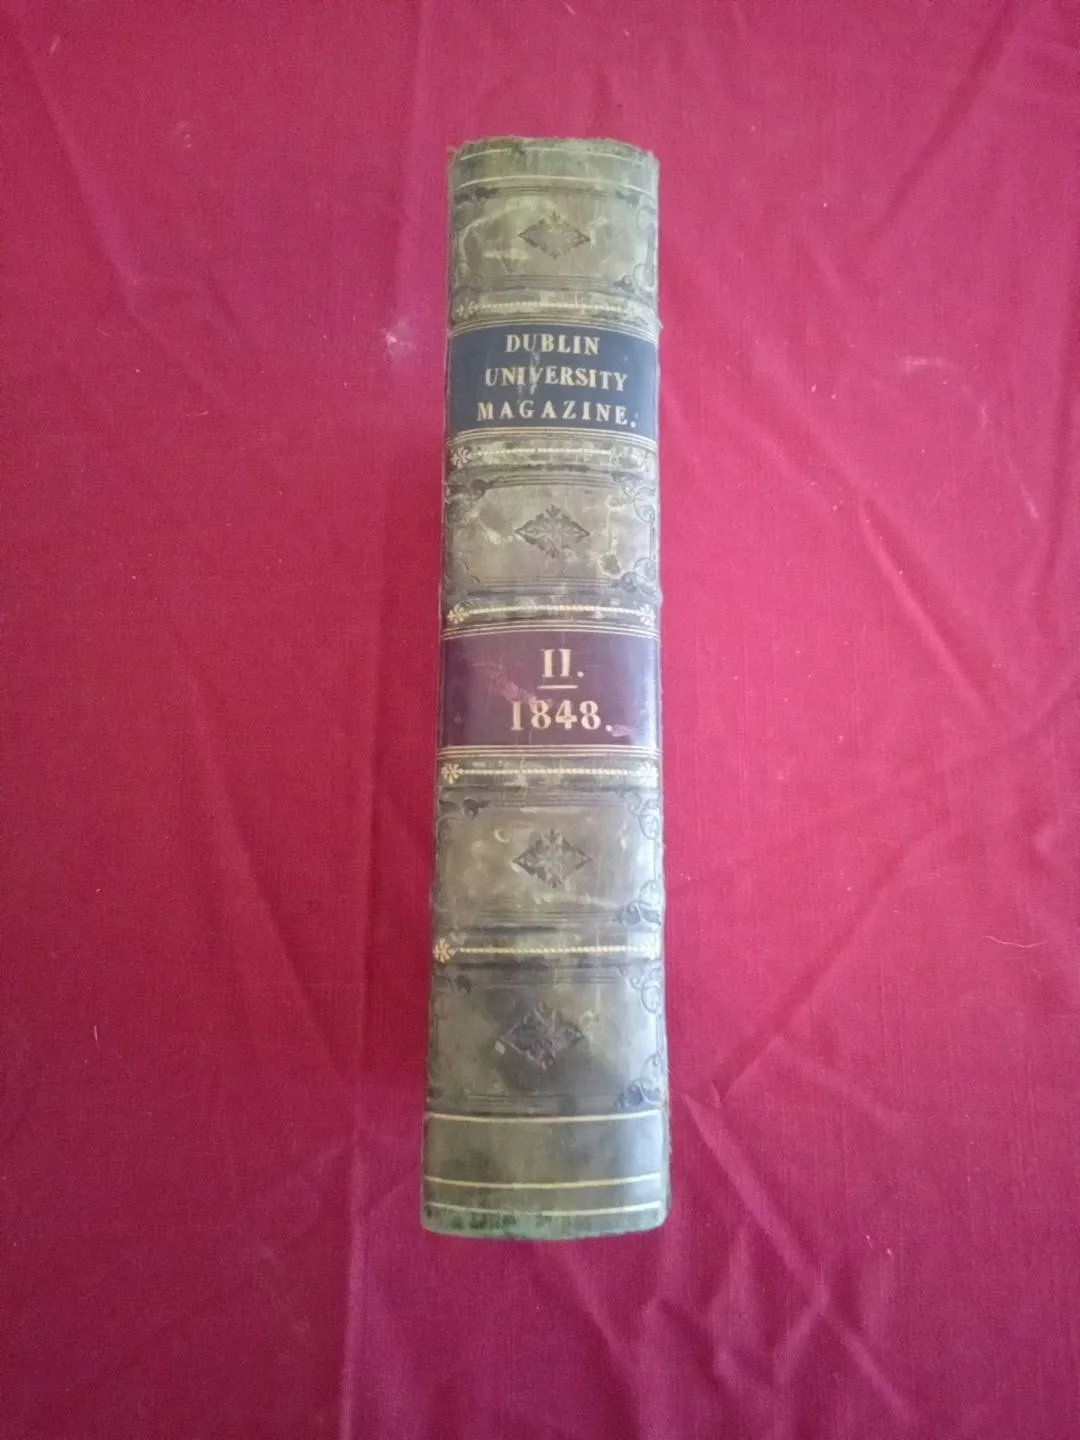 DUBLIN
UNIVERSITY
MAGAZINE.
II.
1848.